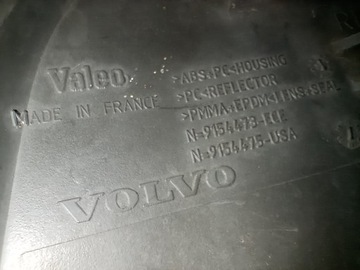 Valeo
MADE IN FRANCE
>ABS+PC<HOUSING
>PC<REFLECTOR
>PMMA+EPDM<LENS-SEAL
N=9154473-ECE
N=9154475-USA
VOLVO